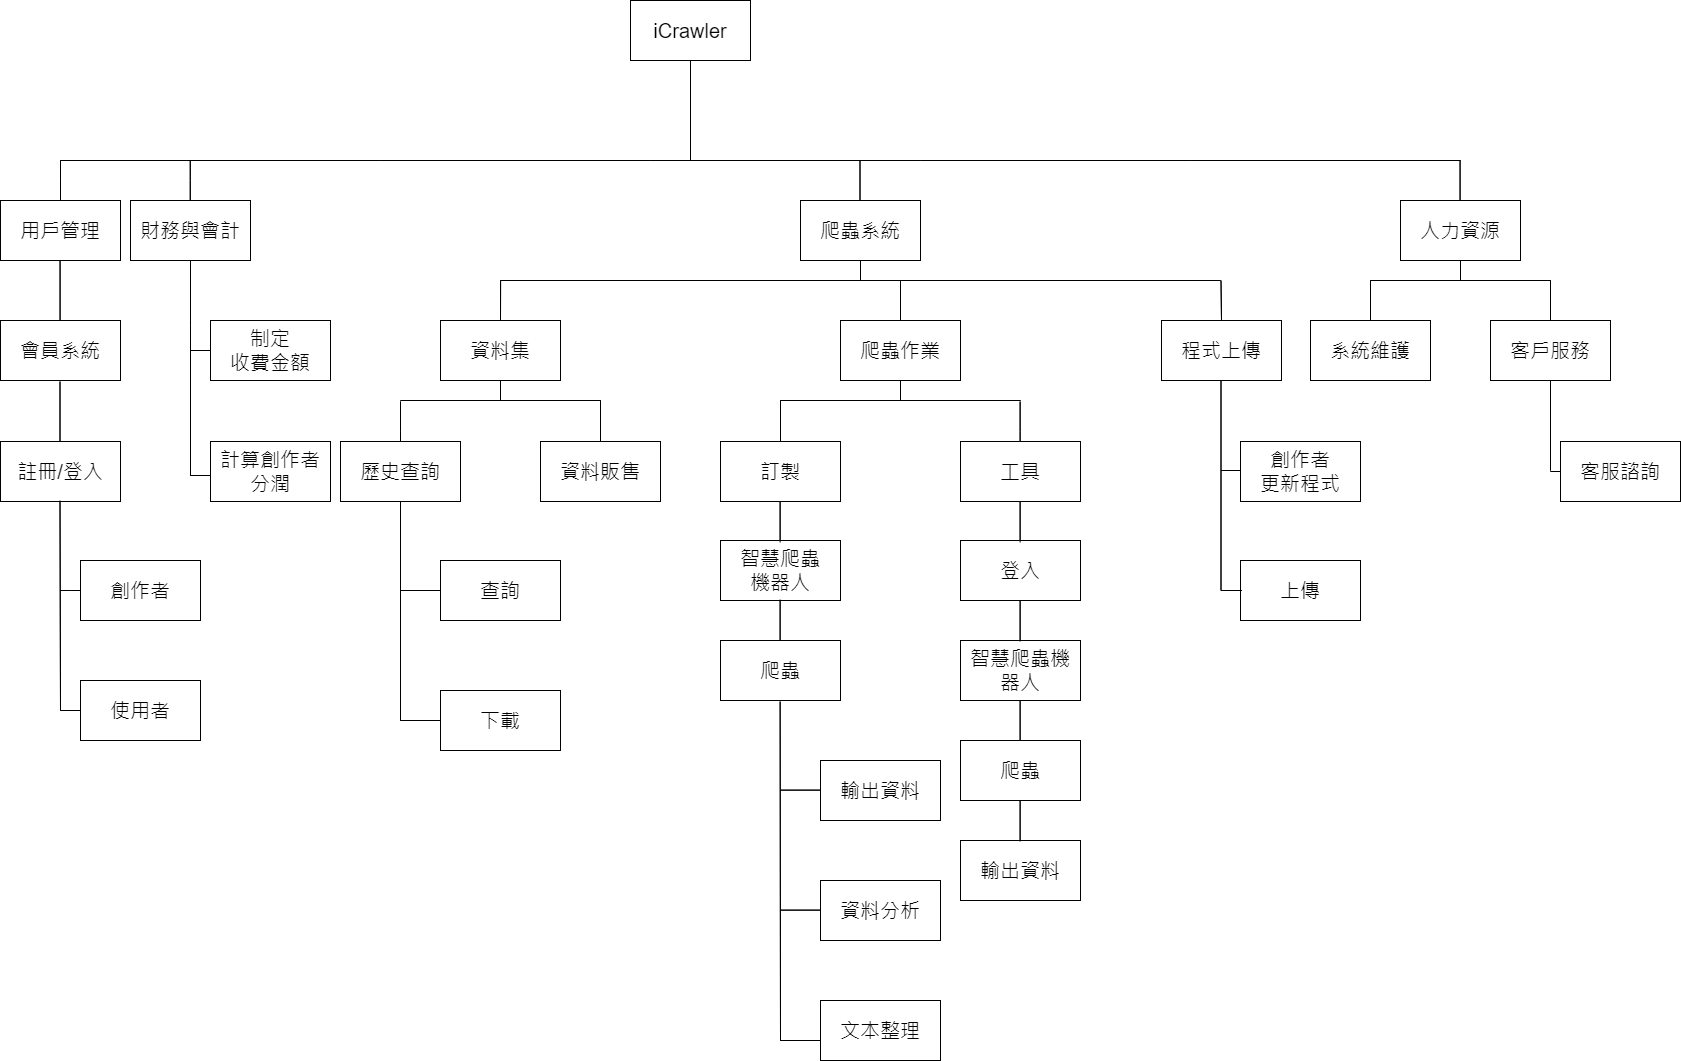 iCrawler
用戶管理
財務與會計
爬蟲系統
人力資源
會員系統
制定
收費金額
資料集
爬蟲作業
程式上傳
系統維護
客戶服務
註冊/登入
計算創作者
分潤
歷史查詢
資料販售
訂製
工具
創作者
更新程式
客服諮詢
創作者
查詢
智慧爬蟲
機器人
登入
上傳
使用者
下載
爬蟲
智慧爬蟲機
器人
輸出資料
爬蟲
資料分析
輸出資料
文本整理